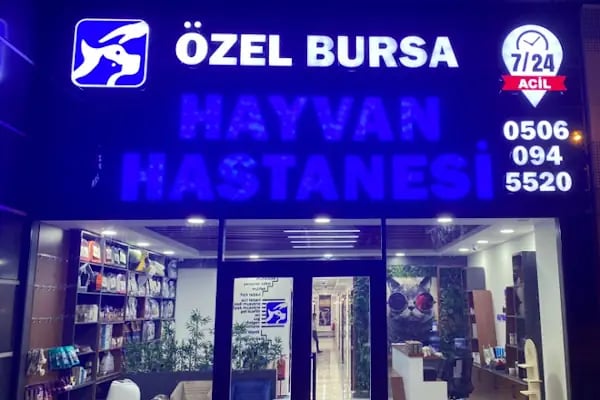 ÖZEL BURSA
HAYVAN
HASTANESİ
7/24
ACİL
0506
094
5520